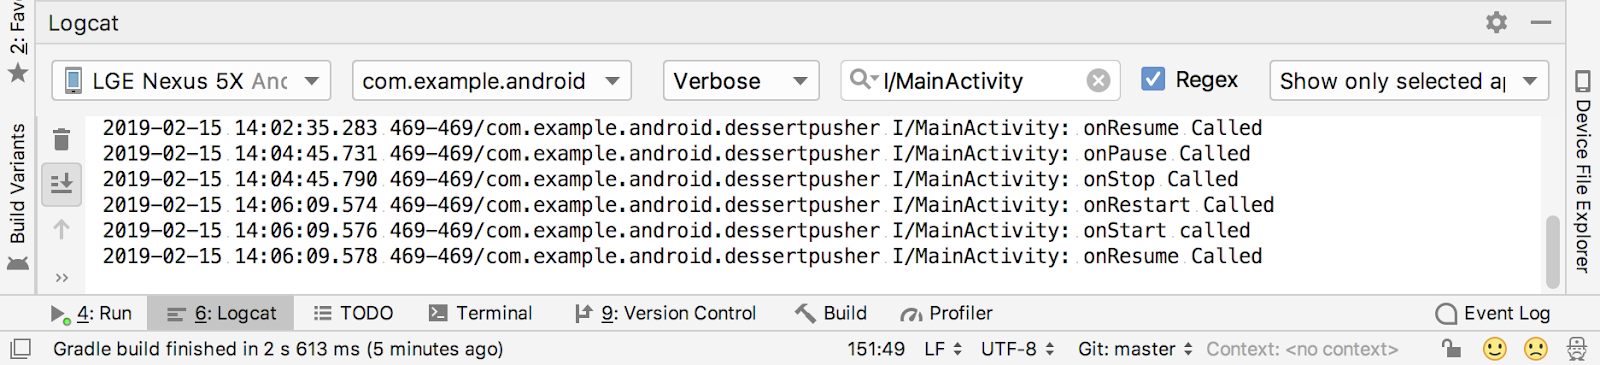 2: Fav
Logcat
LGE Nexus 5X And
com.example.android
Verbose
I/MainActivity
Regex
Show only selected a
2019-02-15 14:02:35.283 469-469/com.example.android.dessertpusher I/MainActivity: onResume Called
2019-02-15 14:04:45.731 469-469/com.example.android.dessertpusher I/MainActivity: onPause Called
2019-02-15 14:04:45.790 469-469/com.example.android.dessertpusher I/MainActivity: onStop Called
2019-02-15 14:06:09.574 469-469/com.example.android.dessertpusher I/MainActivity: onRestart Called
2019-02-15 14:06:09.576 469-469/com.example.android.dessertpusher I/MainActivity: onStart called
2019-02-15 14:06:09.578 469-469/com.example.android.dessertpusher I/MainActivity: onResume Called
Build Variants
Device File Explorer
4: Run
6: Logcat
TODO
Terminal
9: Version Control
Build
Profiler
Event Log
Gradle build finished in 2 s 613 ms (5 minutes ago)
151:49
LF
UTF-8
Git: master
Context: <no context>